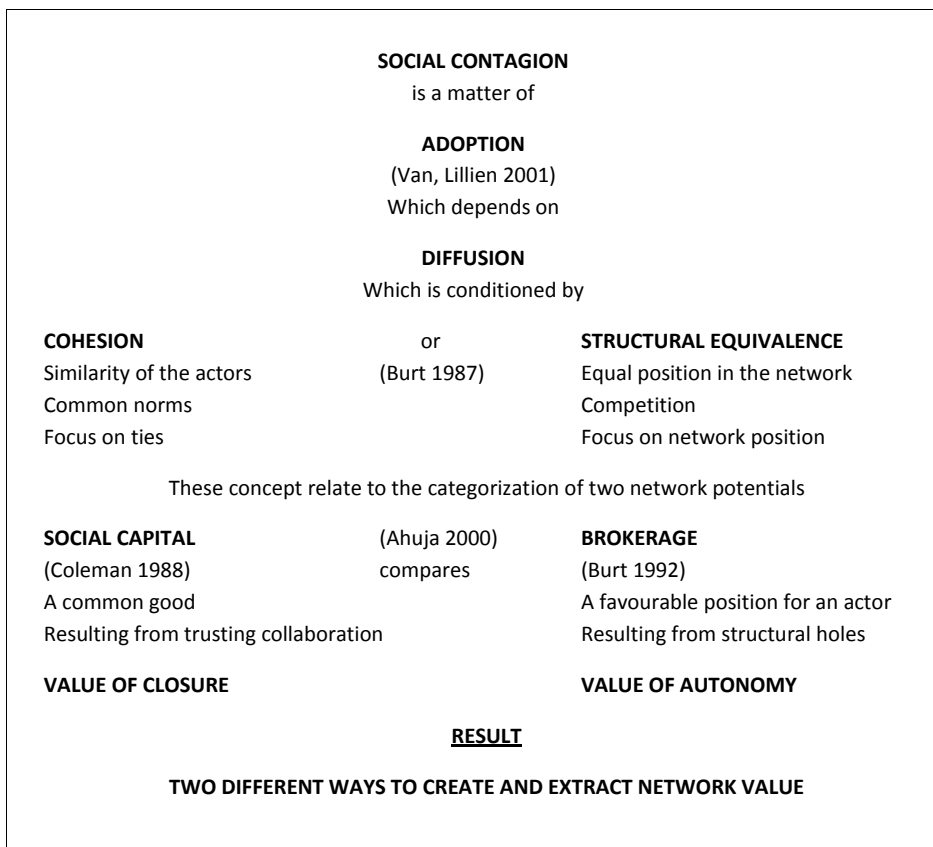 SOCIAL CONTAGION
is a matter of
ADOPTION
(Van, Lillien 2001)
Which depends on
DIFFUSION
Which is conditioned by
COHESION or STRUCTURAL EQUIVALENCE
Similarity of the actors (Burt 1987) Equal position in the network
Common norms Competition
Focus on ties Focus on network position
These concept relate to the categorization of two network potentials
SOCIAL CAPITAL (Ahuja 2000) BROKERAGE
(Coleman 1988) compares (Burt 1992)
A common good A favourable position for an actor
Resulting from trusting collaboration Resulting from structural holes
VALUE OF CLOSURE VALUE OF AUTONOMY
RESULT
TWO DIFFERENT WAYS TO CREATE AND EXTRACT NETWORK VALUE